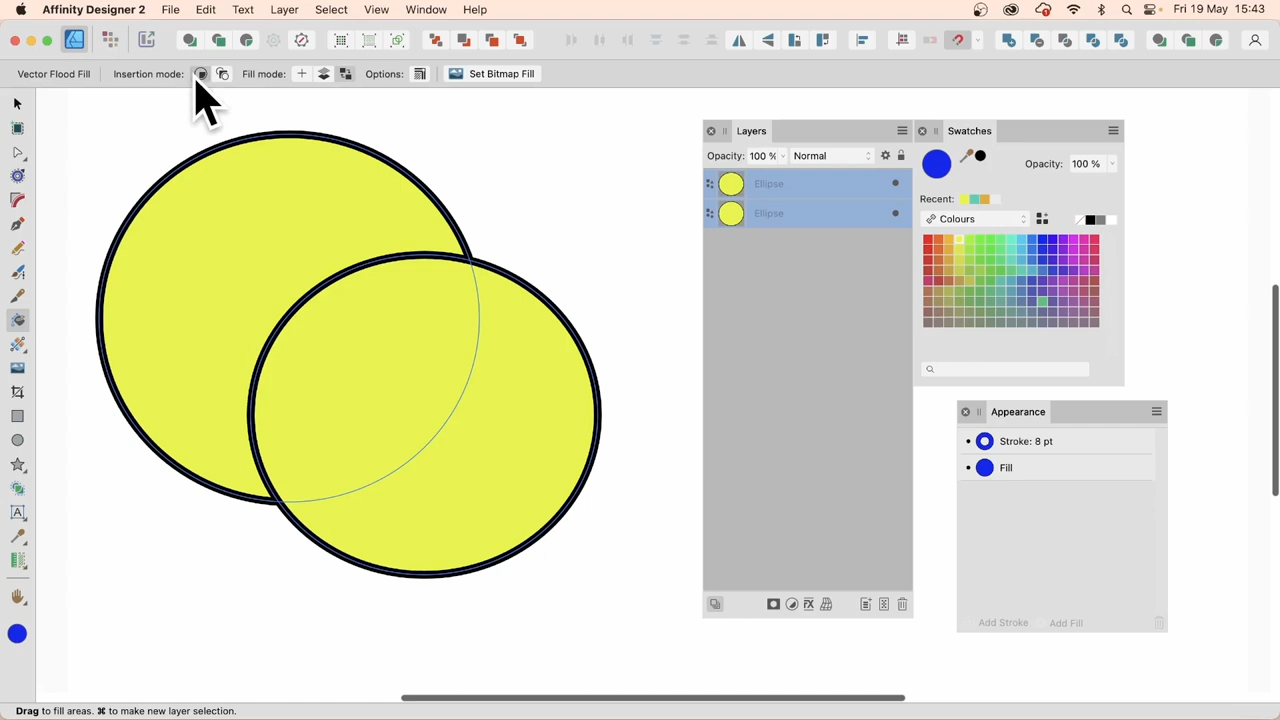 Affinity Designer 2 File Edit Text Layer Select View Window Help Fri 19 May 15:43
Vector Flood Fill Insertion mode: Fill mode: Options: Set Bitmap Fill
Layers
Opacity: 100 % Normal
Ellipse
Ellipse
Swatches
Opacity: 100 %
Recent:
Colours
Appearance
Stroke: 8 pt
Fill
Add Stroke Add Fill
Drag to fill areas. ⌘ to make new layer selection.